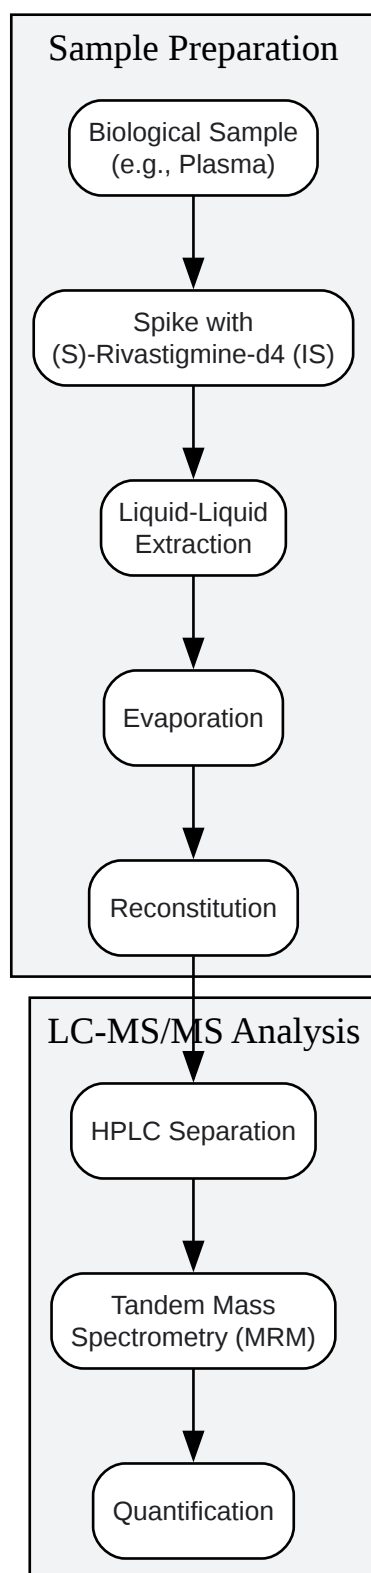 Sample Preparation
Biological Sample
(e.g., Plasma)
Spike with
(S)-Rivastigmine-d4 (IS)
Liquid-Liquid
Extraction
Evaporation
Reconstitution
LC-MS/MS Analysis
HPLC Separation
Tandem Mass
Spectrometry (MRM)
Quantification